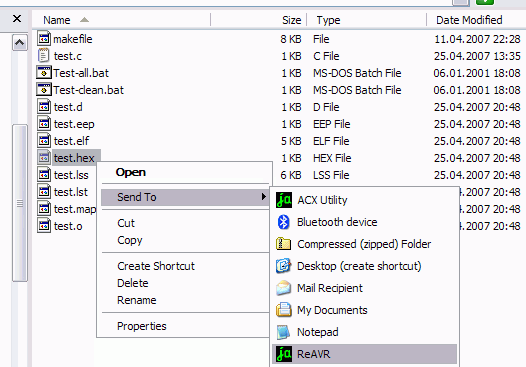 Name Size Type Date Modified
makefile 8 KB File 11.04.2007 22:28
test.c 1 KB C File 25.04.2007 13:35
Test-all.bat 1 KB MS-DOS Batch File 06.01.2001 18:08
Test-clean.bat 1 KB MS-DOS Batch File 06.01.2001 18:08
test.d 1 KB D File 25.04.2007 20:48
test.eep 1 KB EEP File 25.04.2007 20:48
test.elf 5 KB ELF File 25.04.2007 20:48
test.hex 1 KB HEX File 25.04.2007 20:48
test.lss 6 KB LSS File 25.04.2007 20:48
test.lst 4.2007 20:48
test.map 4.2007 20:48
test.o 4.2007 20:48
Open
Send To
Cut
Copy
Create Shortcut
Delete
Rename
Properties
ACX Utility
Bluetooth device
Compressed (zipped) Folder
Desktop (create shortcut)
Mail Recipient
My Documents
Notepad
ReAVR